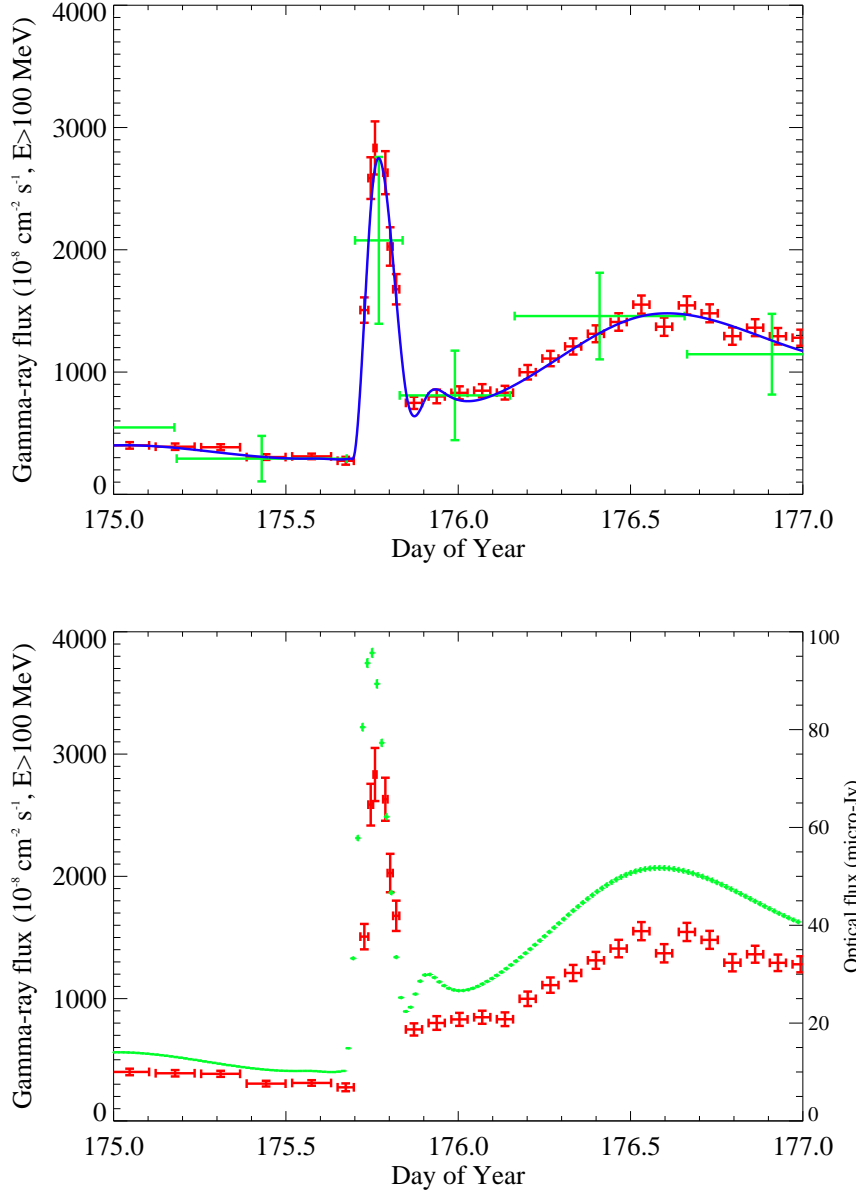 4000
3000
2000
1000
0
Gamma-ray flux (10⁻⁸ cm⁻² s⁻¹, E>100 MeV)
175.0 175.5 176.0 176.5 177.0
Day of Year
4000
3000
2000
1000
0
Gamma-ray flux (10⁻⁸ cm⁻² s⁻¹, E>100 MeV)
100
80
60
40
20
0
Optical flux (micro-Jy)
175.0 175.5 176.0 176.5 177.0
Day of Year